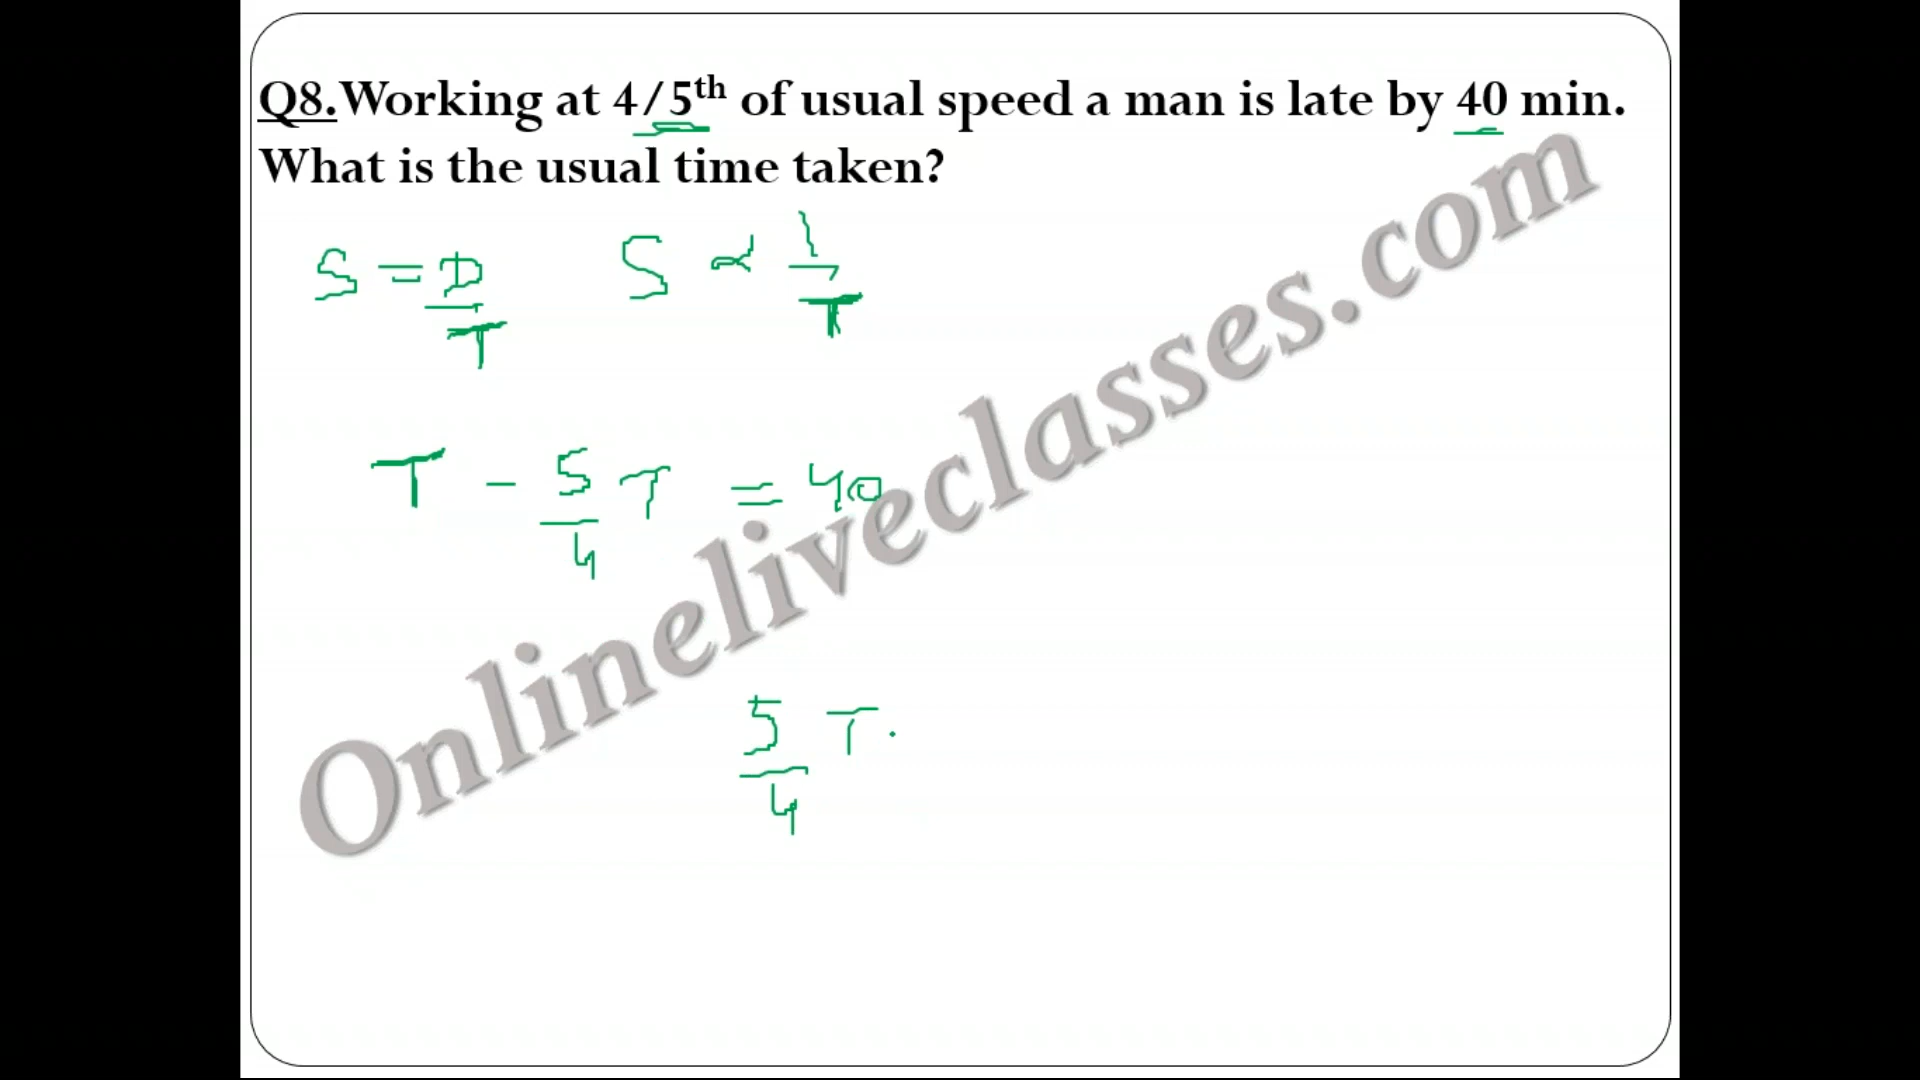 Q8.Working at 4/5th of usual speed a man is late by 40 min.
What is the usual time taken?
S = D/T   S ∝ 1/T
T - 5/4 T = 40
5/4 T.
Onlineliveclasses.com